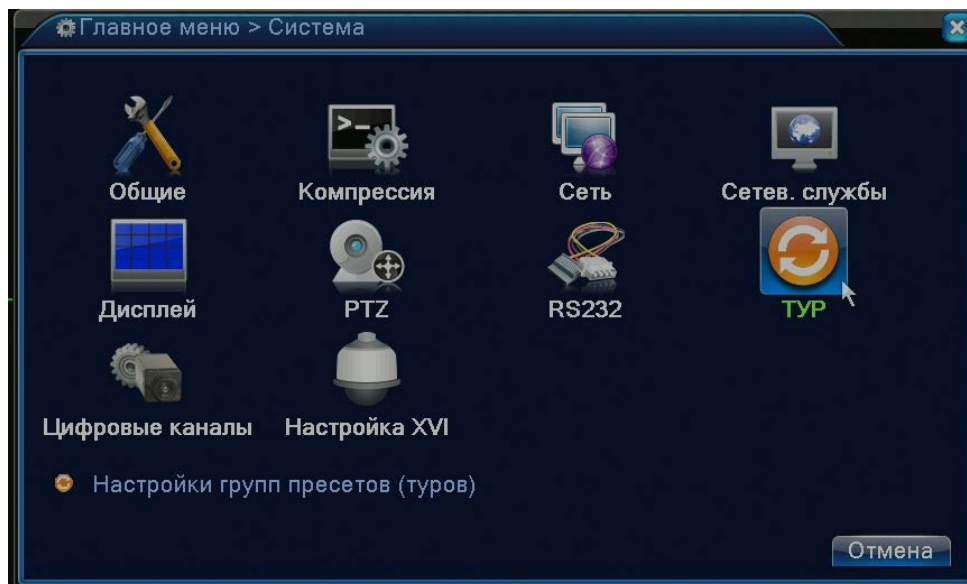 Главное меню > Система
Общие
Компрессия
Сеть
Сетев. службы
Дисплей
PTZ
RS232
ТУР
Цифровые каналы
Настройка XVI
Настройки групп пресетов (туров)
Отмена